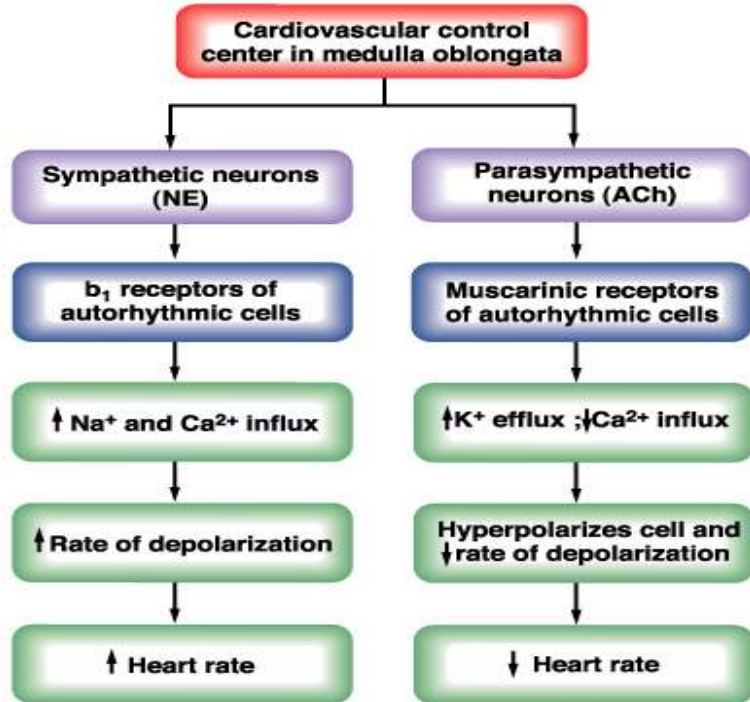 Cardiovascular control
center in medulla oblongata
Sympathetic neurons
(NE)
b₁ receptors of
autorhythmic cells
↑ Na⁺ and Ca²⁺ influx
↑ Rate of depolarization
↑ Heart rate
Parasympathetic
neurons (ACh)
Muscarinic receptors
of autorhythmic cells
↑K⁺ efflux ;↓Ca²⁺ influx
Hyperpolarizes cell and
↓ rate of depolarization
↓ Heart rate